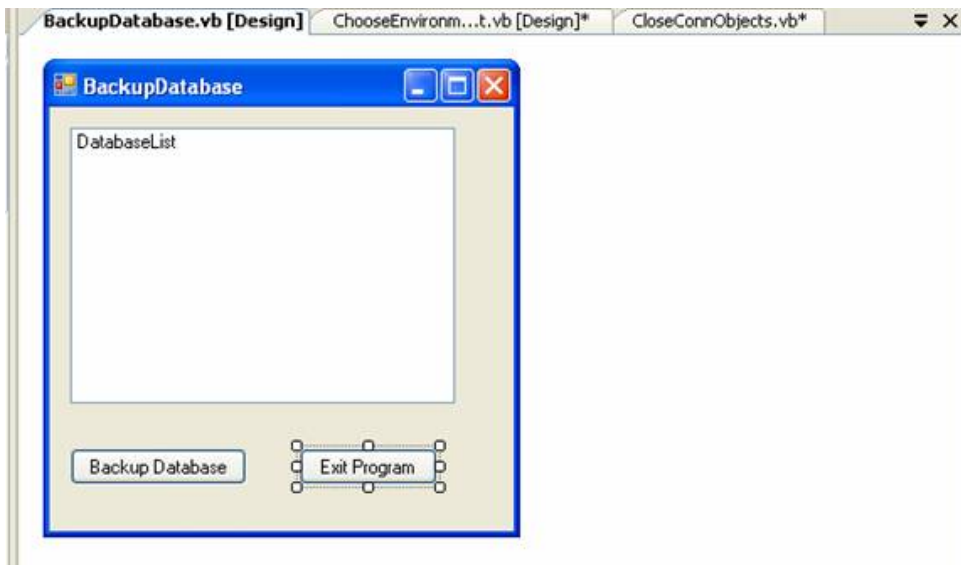 BackupDatabase.vb [Design] ChooseEnvironm...t.vb [Design]* CloseConnObjects.vb*
BackupDatabase
DatabaseList
Backup Database Exit Program